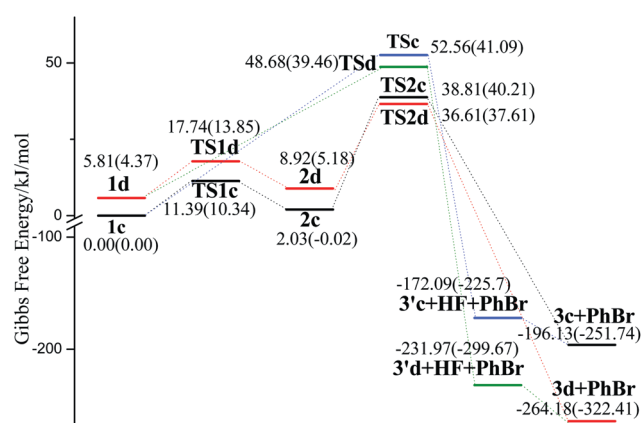 Gibbs Free Energy/kJ/mol
50
0
-100
-200
TSc
52.56(41.09)
48.68(39.46)
TSd
TS2c
38.81(40.21)
TS2d
36.61(37.61)
17.74(13.85)
TS1d
5.81(4.37)
1d
8.92(5.18)
2d
TS1c
11.39(10.34)
1c
0.00(0.00)
2c
2.03(-0.02)
-172.09(-225.7)
3'c+HF+PhBr
3c+PhBr
-196.13(-251.74)
-231.97(-299.67)
3'd+HF+PhBr
3d+PhBr
-264.18(-322.41)